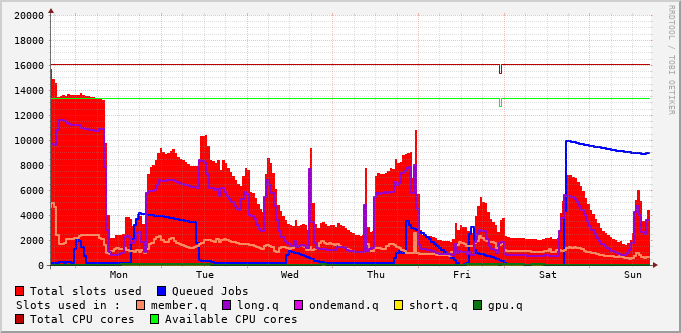 20000
18000
16000
14000
12000
10000
8000
6000
4000
2000
0
Mon Tue Wed Thu Fri Sat Sun
RRDTOOL / TOBI OETIKER
Total slots used Queued Jobs
Slots used in : member.q long.q ondemand.q short.q gpu.q
Total CPU cores Available CPU cores